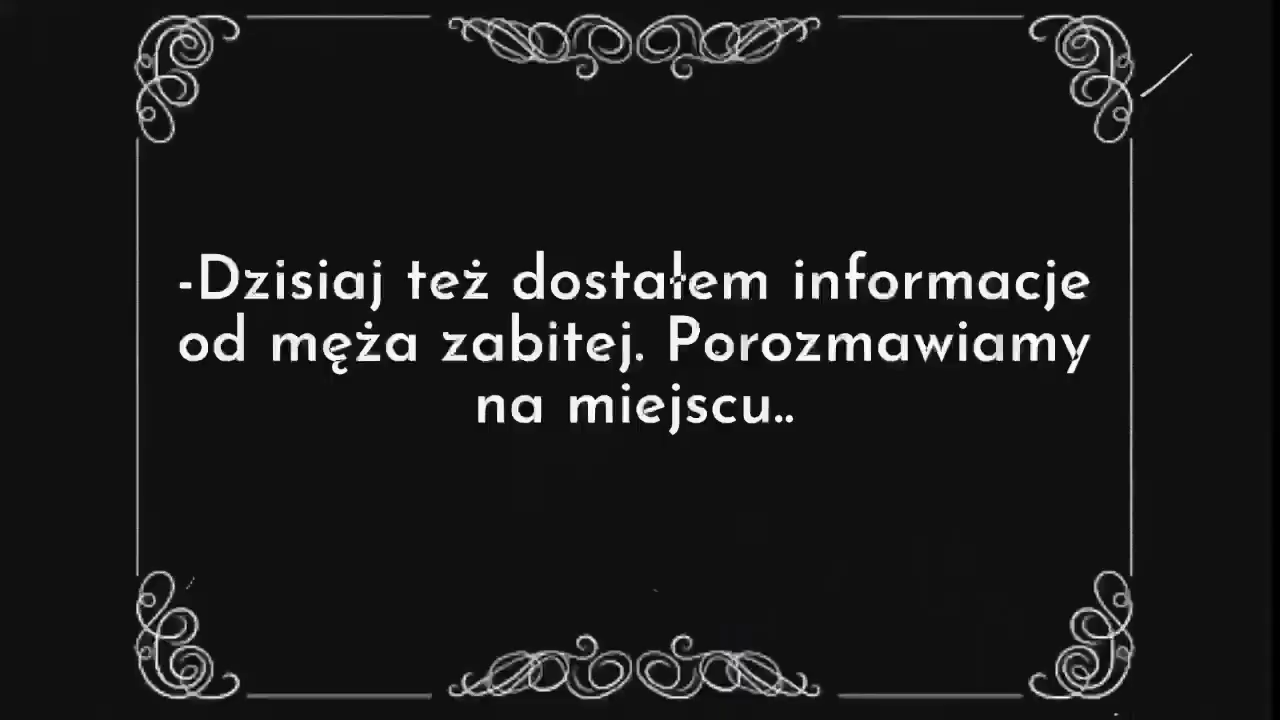 -Dzisiaj też dostałem informacje
od męża zabitej. Porozmawiamy
na miejscu..